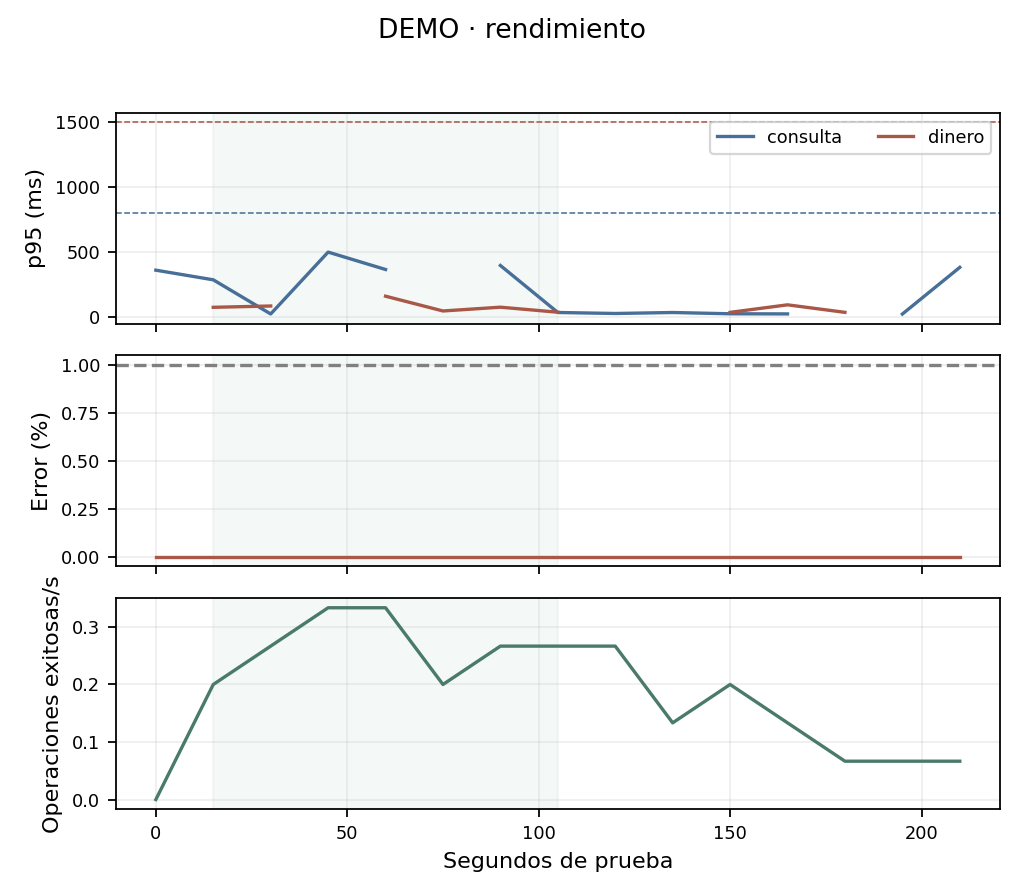 DEMO · rendimiento
p95 (ms)
1500
1000
500
0
consulta
dinero
Error (%)
1.00
0.75
0.50
0.25
0.00
Operaciones exitosas/s
0.3
0.2
0.1
0.0
0
50
100
150
200
Segundos de prueba